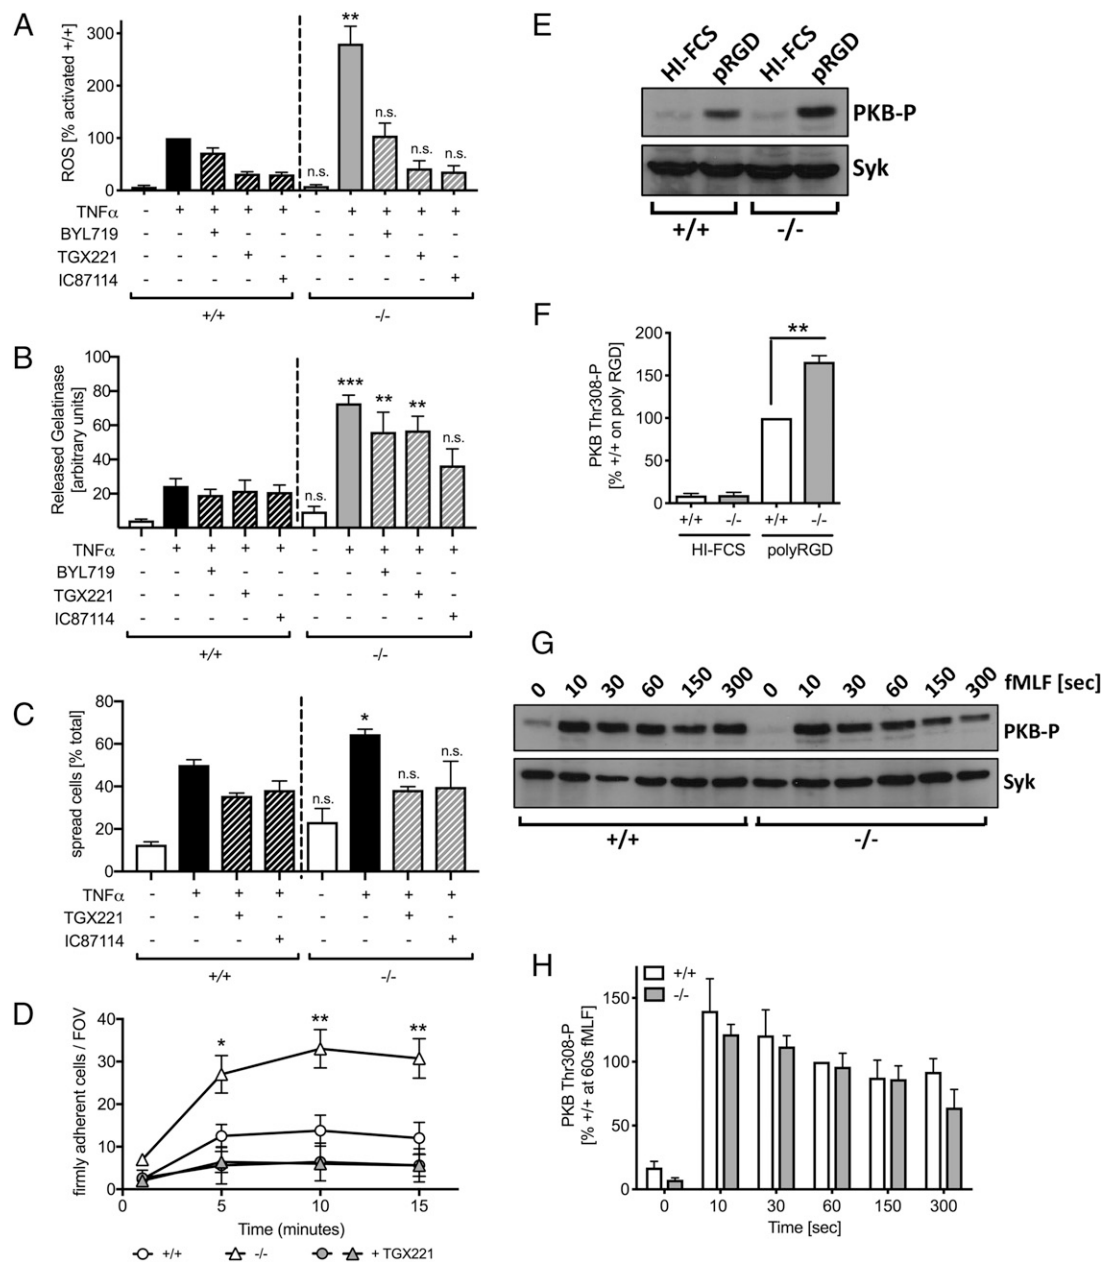 A
ROS [% activated +/+]
300
200
100
0
**
n.s.
n.s.
n.s.
n.s.
TNFα - + + + + - + + + +
BYL719 - - + - - - - + - -
TGX221 - - - + - - - - + -
IC87114 - - - - + - - - - +
+/+ -/-
B
Released Gelatinase
[arbitrary units]
100
80
60
40
20
n.s.
***
**
**
n.s.
TNFα - + + + + - + + + +
BYL719 - - + - - - - + - -
TGX221 - - - + - - - - + -
IC87114 - - - - + - - - - +
+/+ -/-
C
spread cells [% total]
80
60
40
20
0
n.s.
*
n.s.
n.s.
TNFα - + + + - + + +
TGX221 - - + - - - + -
IC87114 - - - + - - - +
+/+ -/-
D
firmly adherent cells / FOV
40
30
20
10
0
* ** **
0 5 10 15
Time (minutes)
+/+ -/- + TGX221
E
HI-FCS pRGD HI-FCS pRGD
PKB-P
Syk
+/+ -/-
F
PKB Thr308-P
[% +/+ on poly RGD]
200
150
100
50
0
**
+/+ -/- +/+ -/-
HI-FCS polyRGD
G
0 10 30 60 150 300 0 10 30 60 150 300 fMLF [sec]
PKB-P
Syk
+/+ -/-
H
+/+
-/-
PKB Thr308-P
[% +/+ at 60s fMLF]
150
100
50
0
0 10 30 60 150 300
Time [sec]